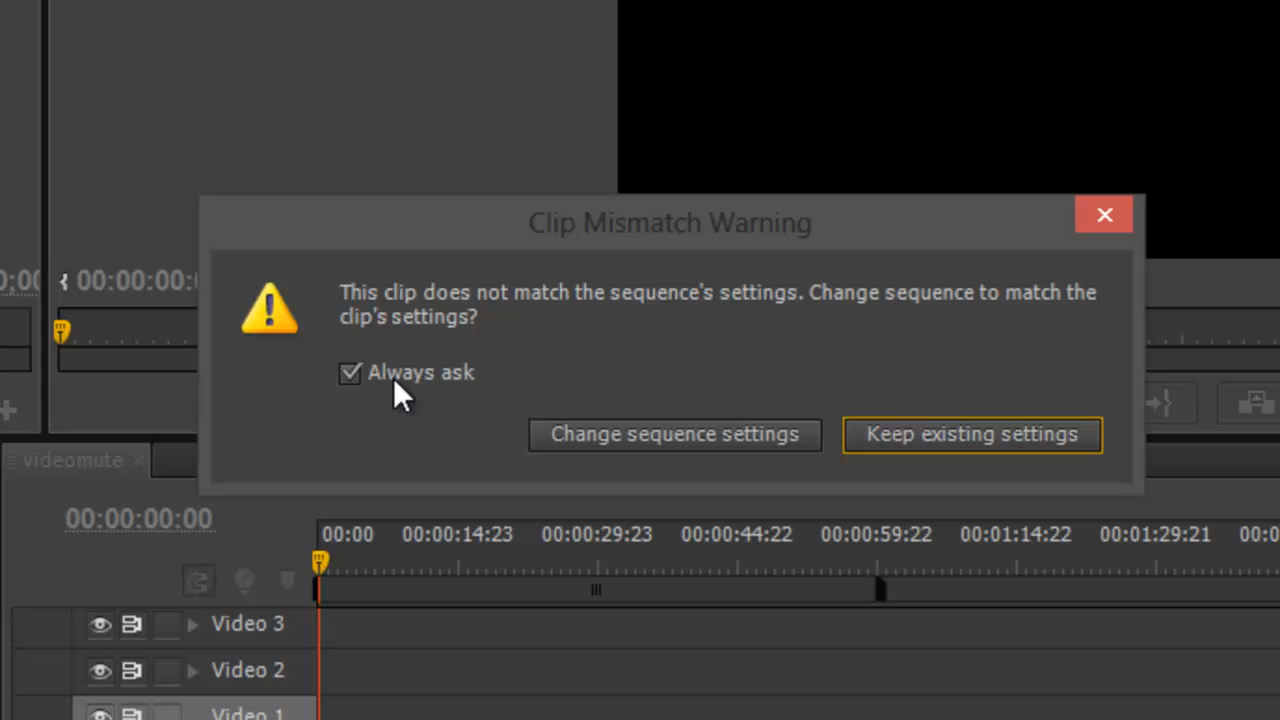 Clip Mismatch Warning
This clip does not match the sequence's settings. Change sequence to match the
clip's settings?
Always ask
Change sequence settings
Keep existing settings
00:00:00:
videomute
00:00:00:00
00:00
00:00:14:23
00:00:29:23
00:00:44:22
00:00:59:22
00:01:14:22
00:01:29:21
Video 3
Video 2
Video 1